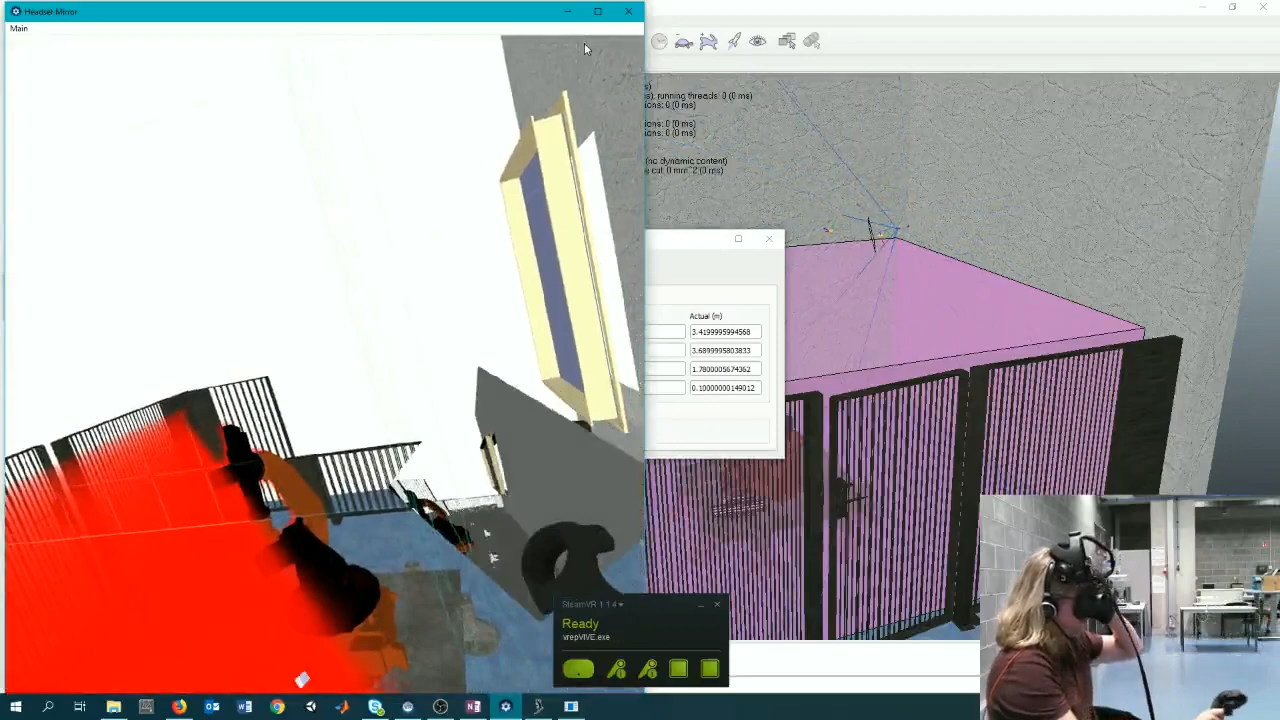 Headset Mirror
Main
s)
s): running threads: 0 (0 ms)
ions: 0 (0 ms)
ssions: 0 (0 ms)
ions: 0 (0 ms)
(no dynamic content)
e cut: 0 mm^2 (0 ms)
Actual (m)
3.4199995994568
3.6899995803833
1.7800005674362
0.10000000149012
SteamVR 1.1.4
Ready
vrepVIVE.exe